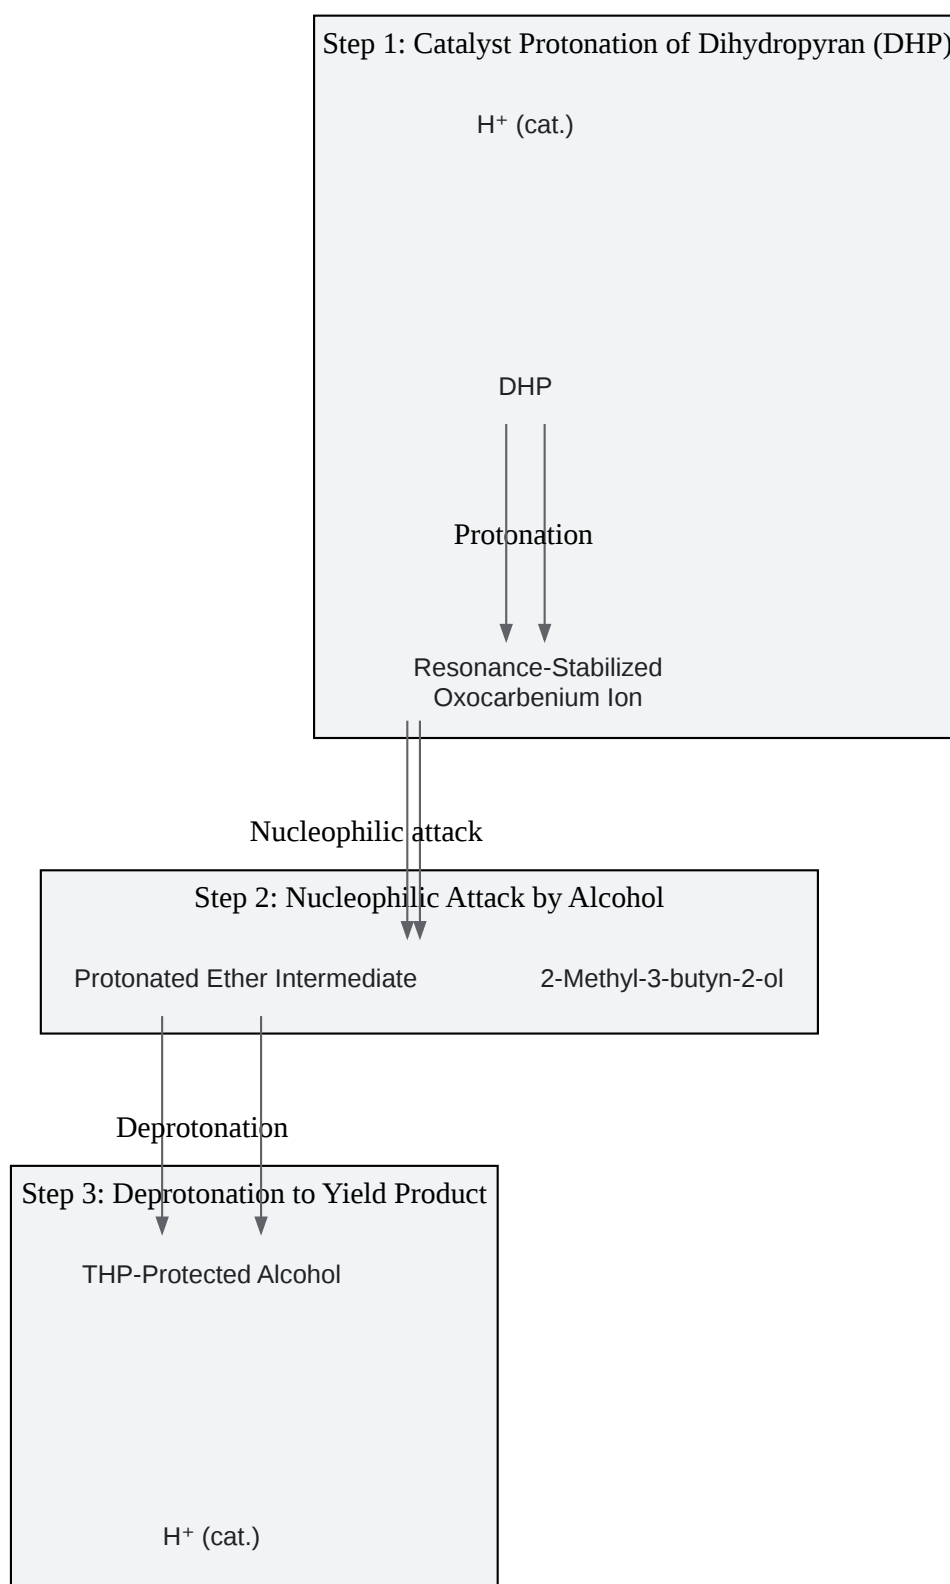 Step 1: Catalyst Protonation of Dihydropyran (DHP)
H⁺ (cat.)
DHP
Protonation
Resonance-Stabilized
Oxocarbenium Ion
Nucleophilic attack
Step 2: Nucleophilic Attack by Alcohol
Protonated Ether Intermediate
2-Methyl-3-butyn-2-ol
Deprotonation
Step 3: Deprotonation to Yield Product
THP-Protected Alcohol
H⁺ (cat.)